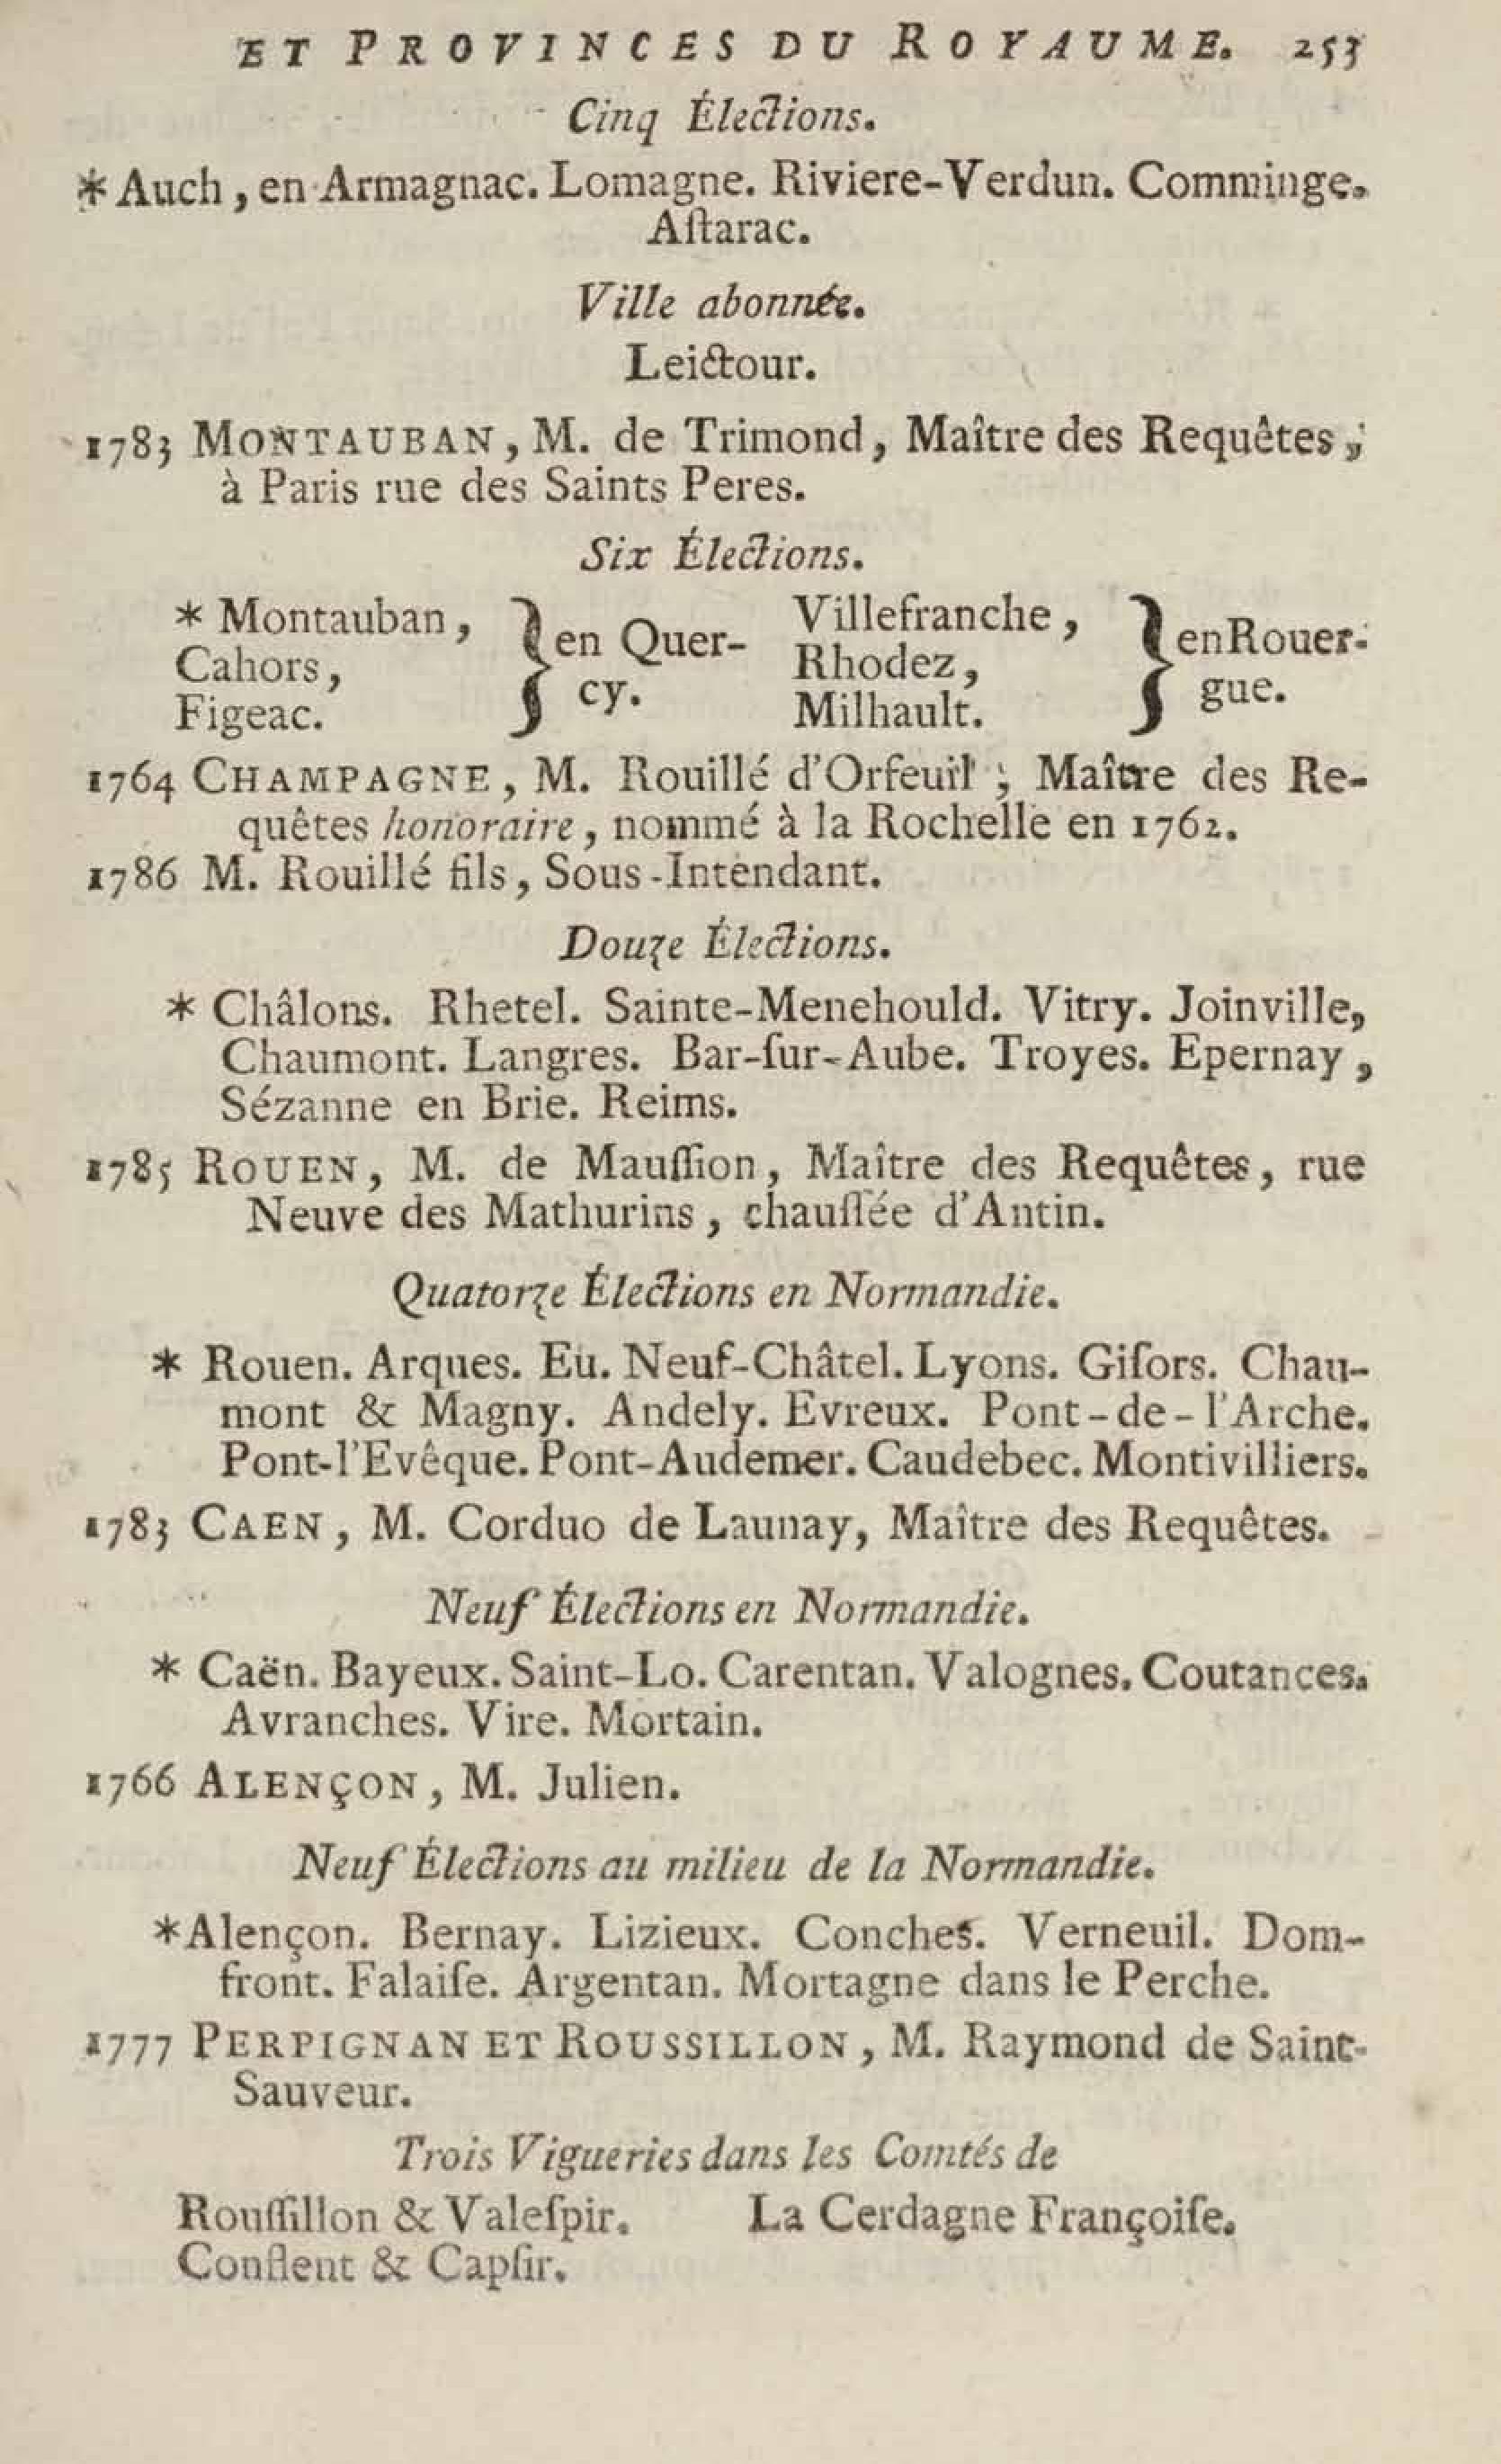 ET PROVINCES DU ROYAUME. 253
Cinq Élections.
* Auch, en Armagnac. Lomagne. Riviere-Verdun. Comminge.
Aſtarac.
Ville abonnée.
Leictour.
1783 MONTAUBAN, M. de Trimond, Maître des Requêtes,
à Paris rue des Saints Peres.
Six Élections.
* Montauban,
Cahors,
Figeac.
} en Quer-
cy.
Villefranche,
Rhodez,
Milhault.
} en Rouer-
gue.
1764 CHAMPAGNE, M. Rouillé d'Orfeuil, Maître des Re-
quêtes honoraire, nommé à la Rochelle en 1762.
1786 M. Rouillé fils, Sous-Intendant.
Douze Élections.
* Châlons. Rhetel. Sainte-Menehould. Vitry. Joinville,
Chaumont. Langres. Bar-ſur-Aube. Troyes. Epernay,
Sézanne en Brie. Reims.
1785 ROUEN, M. de Mauſſion, Maître des Requêtes, rue
Neuve des Mathurins, chauſſée d'Antin.
Quatorze Élections en Normandie.
* Rouen. Arques. Eu. Neuf-Châtel. Lyons. Giſors. Chau-
mont & Magny. Andely. Evreux. Pont-de-l'Arche.
Pont-l'Evêque. Pont-Audemer. Caudebec. Montivilliers.
1783 CAEN, M. Corduo de Launay, Maître des Requêtes.
Neuf Élections en Normandie.
* Caën. Bayeux. Saint-Lo. Carentan. Valognes. Coutances.
Avranches. Vire. Mortain.
1766 ALENÇON, M. Julien.
Neuf Élections au milieu de la Normandie.
* Alençon. Bernay. Lizieux. Conches. Verneuil. Dom-
front. Falaiſe. Argentan. Mortagne dans le Perche.
1777 PERPIGNAN ET ROUSSILLON, M. Raymond de Saint-
Sauveur.
Trois Vigueries dans les Comtés de
Rouſſillon & Valeſpir. La Cerdagne Françoiſe.
Conflent & Capſir.